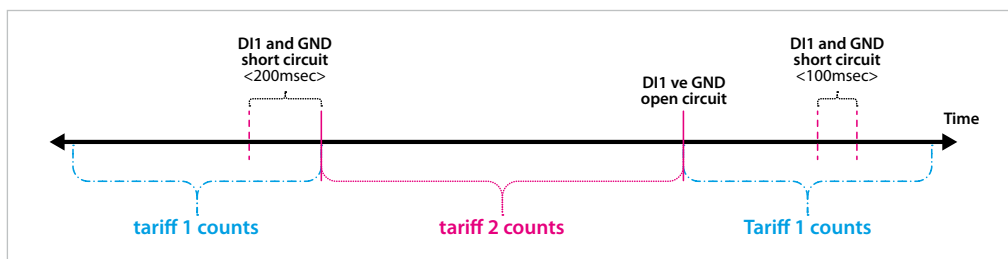 DI1 and GND
short circuit
<200msec>
DI1 ve GND
open circuit
DI1 and GND
short circuit
<100msec>
Time
tariff 1 counts
tariff 2 counts
Tariff 1 counts